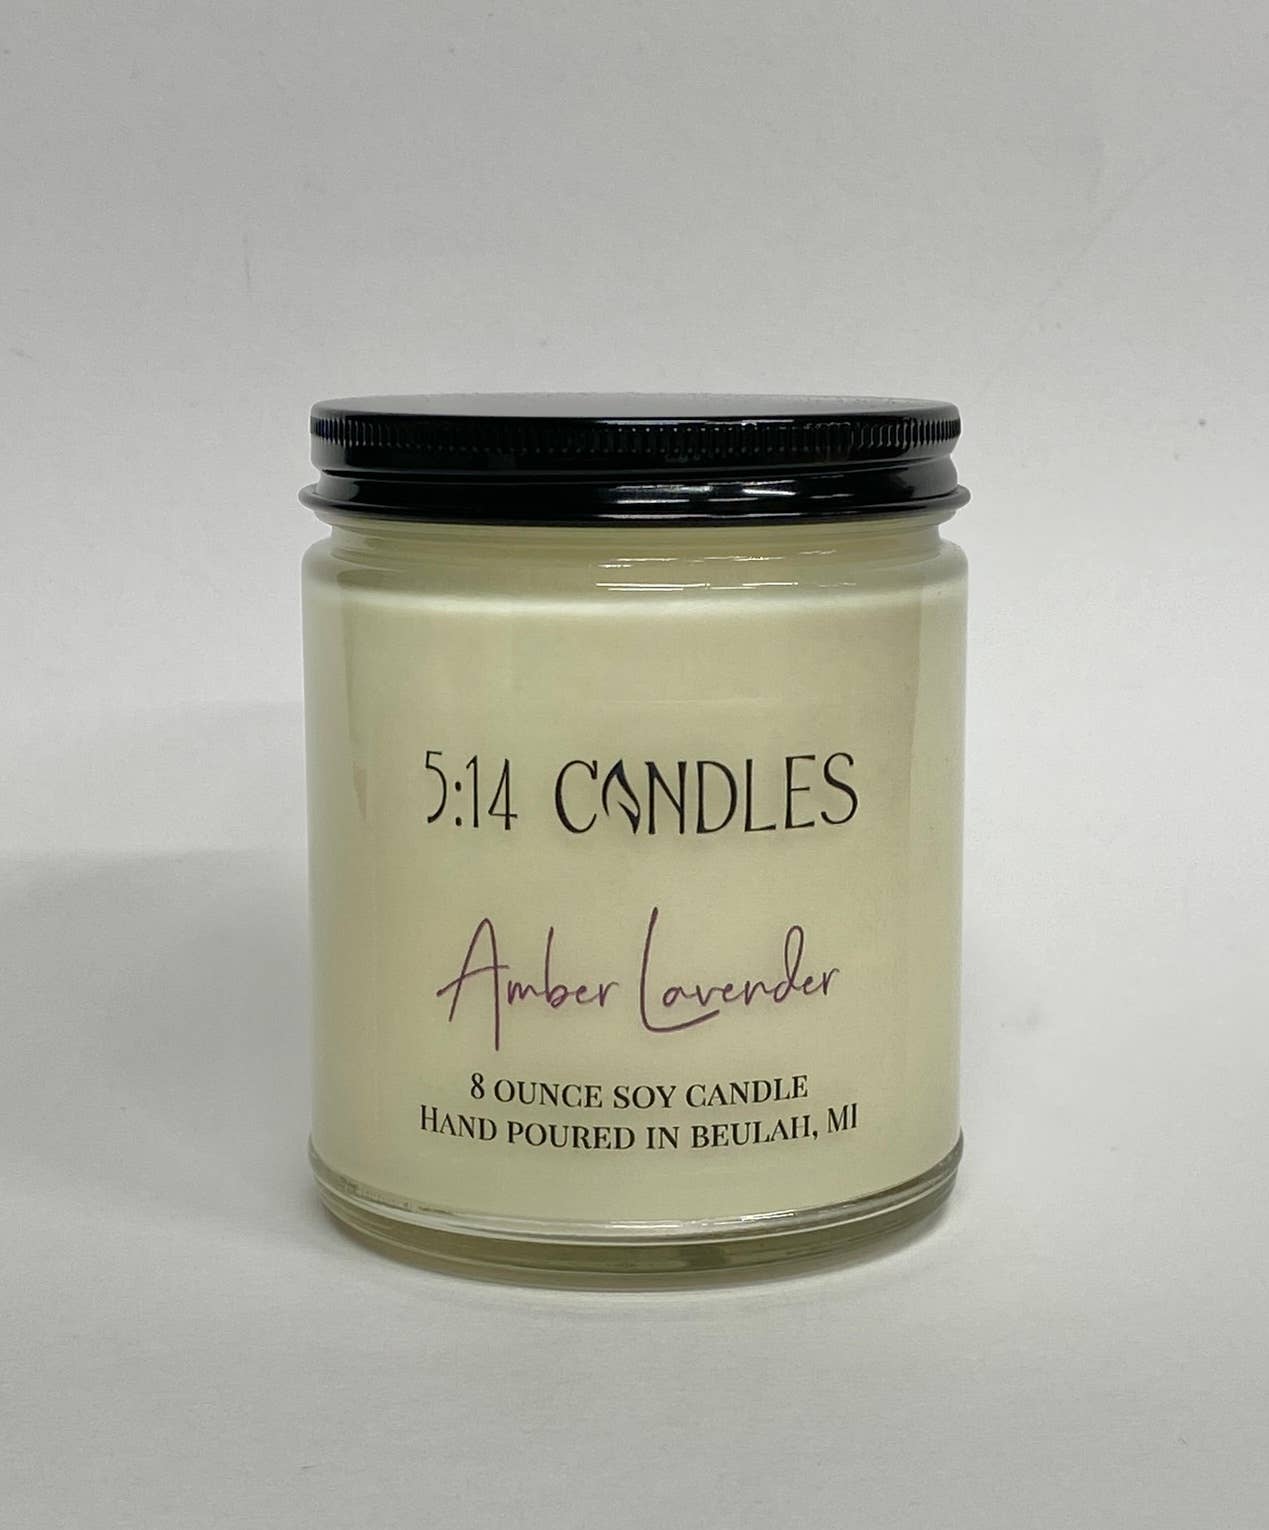 5:14 CANDLES
Amber Lavender
8 OUNCE SOY CANDLE
HAND POURED IN BEULAH, MI